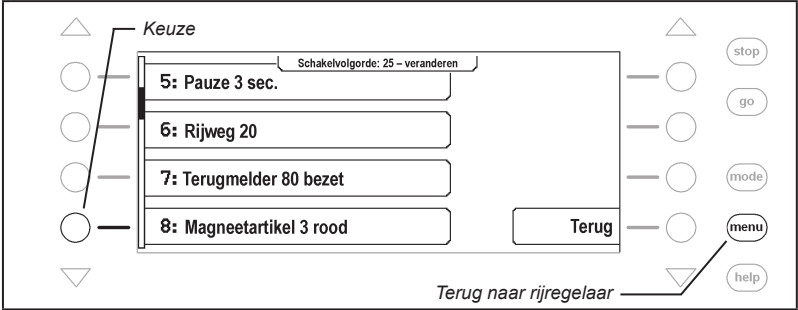 Keuze
Schakelvolgorde: 25 – veranderen
stop
5: Pauze 3 sec.
go
6: Rijweg 20
7: Terugmelder 80 bezet
mode
8: Magneetartikel 3 rood
Terug
menu
help
Terug naar rijregelaar